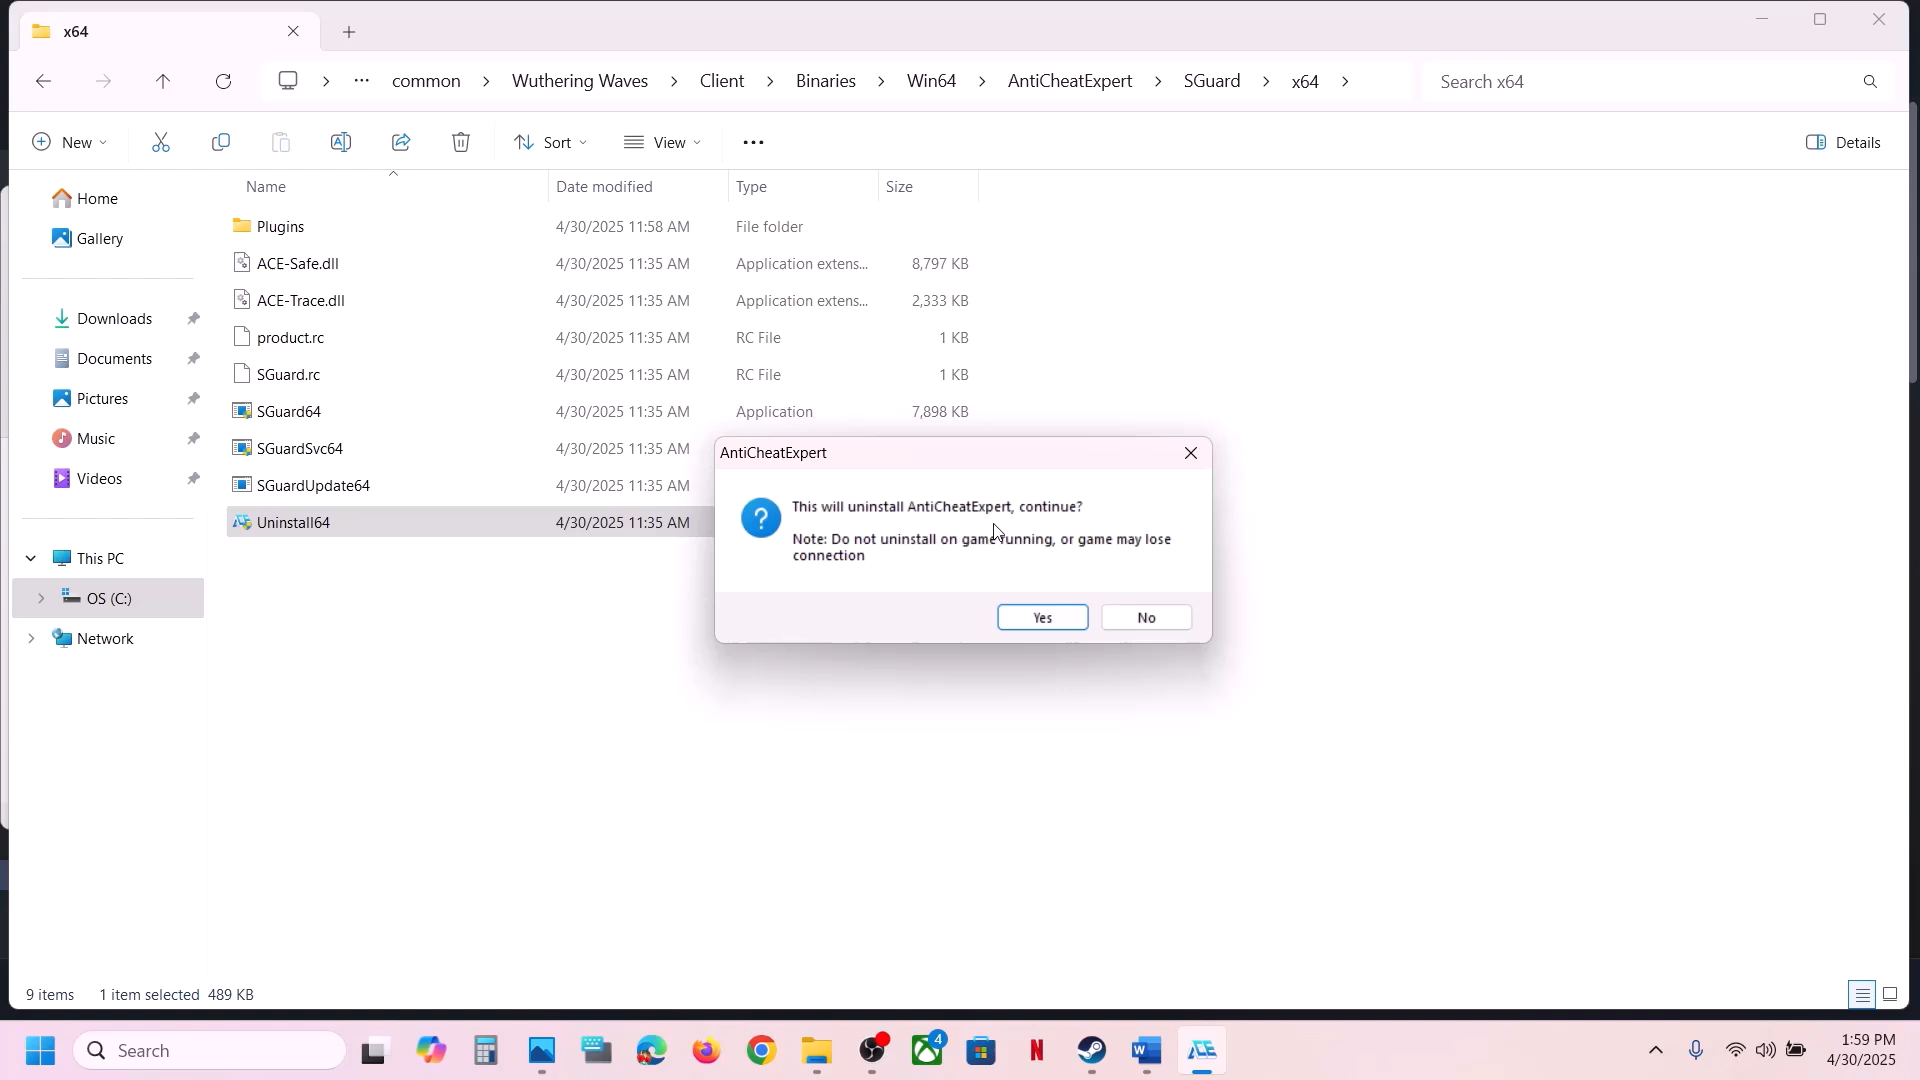 x64
common
Wuthering Waves
Client
Binaries
Win64
AntiCheatExpert
SGuard
x64
Search x64
New
Sort
View
Details
Name
Date modified
Type
Size
Home
Gallery
Downloads
Documents
Pictures
Music
Videos
This PC
OS (C:)
Network
Plugins 4/30/2025 11:58 AM File folder
ACE-Safe.dll 4/30/2025 11:35 AM Application extens... 8,797 KB
ACE-Trace.dll 4/30/2025 11:35 AM Application extens... 2,333 KB
product.rc 4/30/2025 11:35 AM RC File 1 KB
SGuard.rc 4/30/2025 11:35 AM RC File 1 KB
SGuard64 4/30/2025 11:35 AM Application 7,898 KB
SGuardSvc64 4/30/2025 11:35 AM
SGuardUpdate64 4/30/2025 11:35 AM
Uninstall64 4/30/2025 11:35 AM
AntiCheatExpert
This will uninstall AntiCheatExpert, continue?
Note: Do not uninstall on game running, or game may lose
connection
Yes
No
9 items 1 item selected 489 KB
Search
4
1:59 PM
4/30/2025